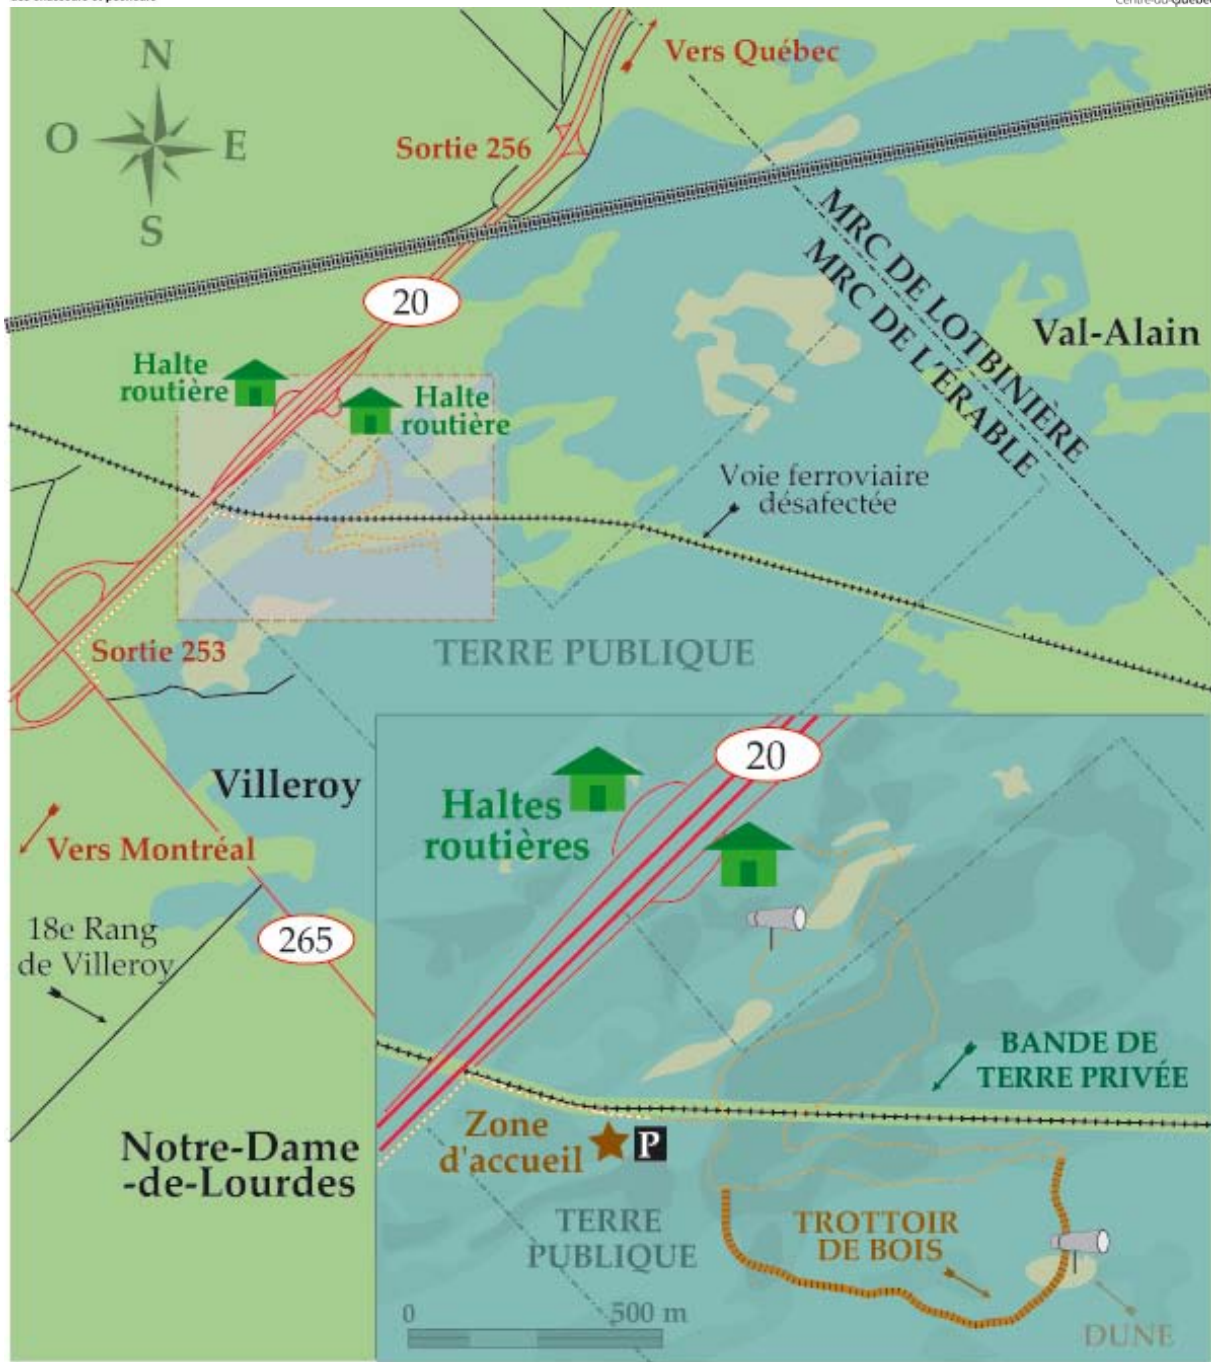 N
Vers Québec
O
E
Sortie 256
S
MRC DE LOTBINIÈRE
MRC DE L'ÉRABLE
20
Val-Alain
Halte
routière
Halte
routière
Voie ferroviaire
désafectée
TERRE PUBLIQUE
Sortie 253
20
Villeroy
Haltes
routières
Vers Montréal
18e Rang
de Villeroy
265
BANDE DE
TERRE PRIVÉE
Zone
d'accueil
P
Notre-Dame
-de-Lourdes
TERRE
PUBLIQUE
TROTTOIR
DE BOIS
0
500 m
DUNE